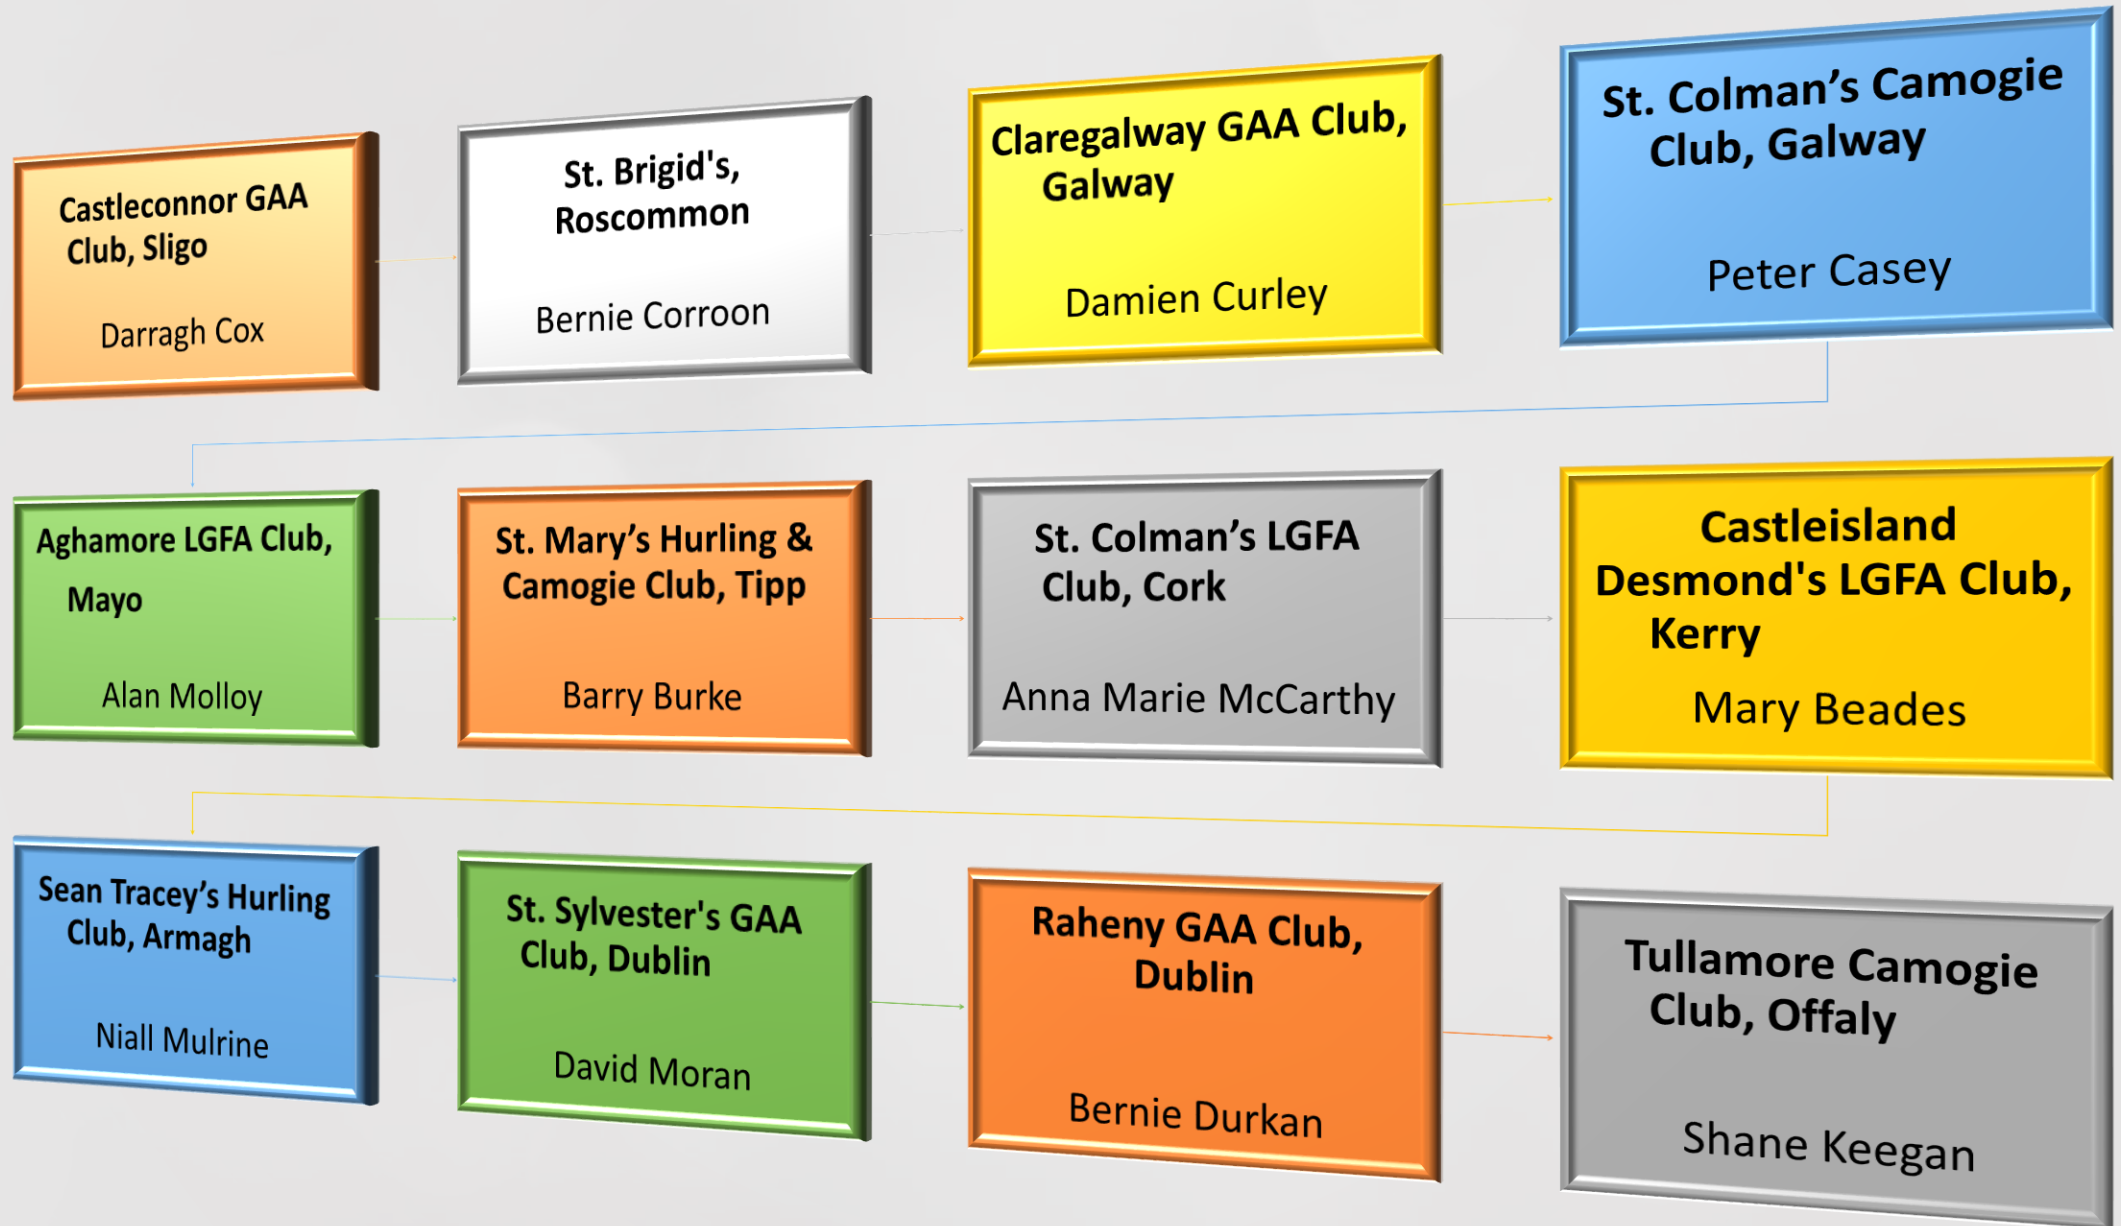 Castleconnor GAA
Club, Sligo
Darragh Cox
St. Brigid's,
Roscommon
Bernie Corroon
Claregalway GAA Club,
Galway
Damien Curley
St. Colman’s Camogie
Club, Galway
Peter Casey
Aghamore LGFA Club,
Mayo
Alan Molloy
St. Mary’s Hurling &
Camogie Club, Tipp
Barry Burke
St. Colman’s LGFA
Club, Cork
Anna Marie McCarthy
Castleisland
Desmond's LGFA Club,
Kerry
Mary Beades
Sean Tracey’s Hurling
Club, Armagh
Niall Mulrine
St. Sylvester's GAA
Club, Dublin
David Moran
Raheny GAA Club,
Dublin
Bernie Durkan
Tullamore Camogie
Club, Offaly
Shane Keegan